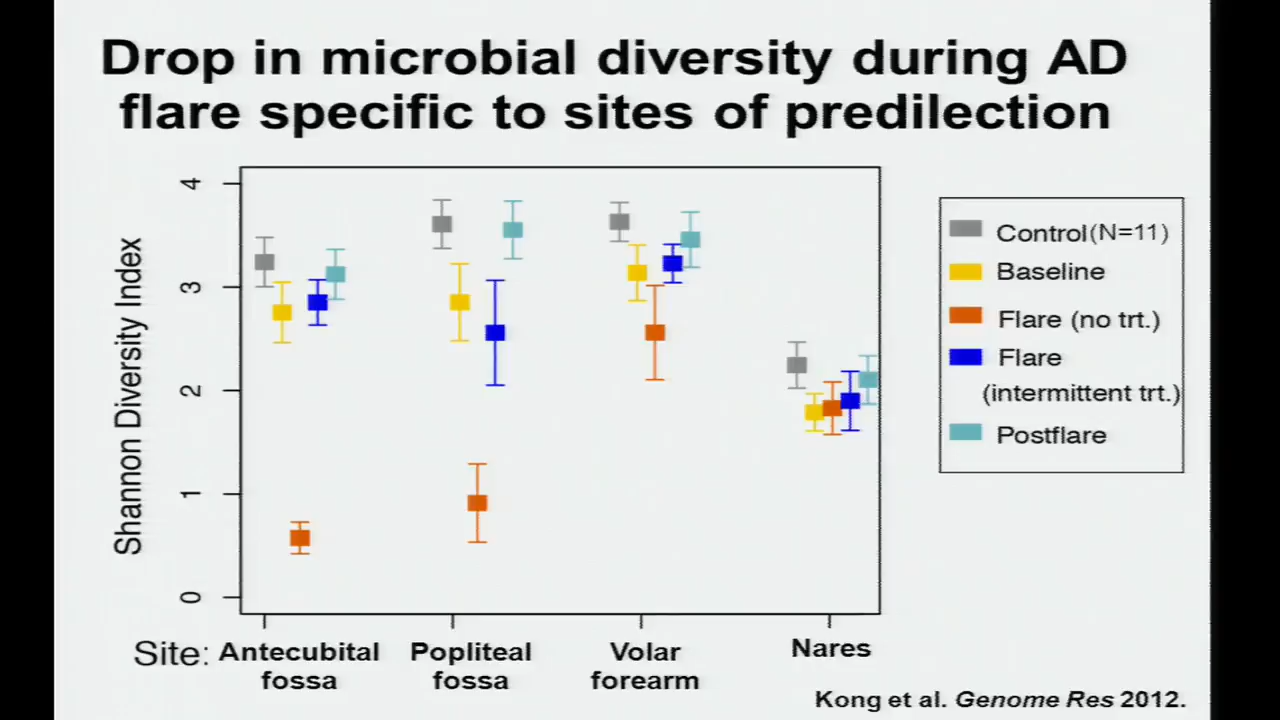 Drop in microbial diversity during AD
flare specific to sites of predilection
Shannon Diversity Index
4
3
2
1
0
Control(N=11)
Baseline
Flare (no trt.)
Flare
(intermittent trt.)
Postflare
Site: Antecubital fossa
Popliteal fossa
Volar forearm
Nares
Kong et al. Genome Res 2012.